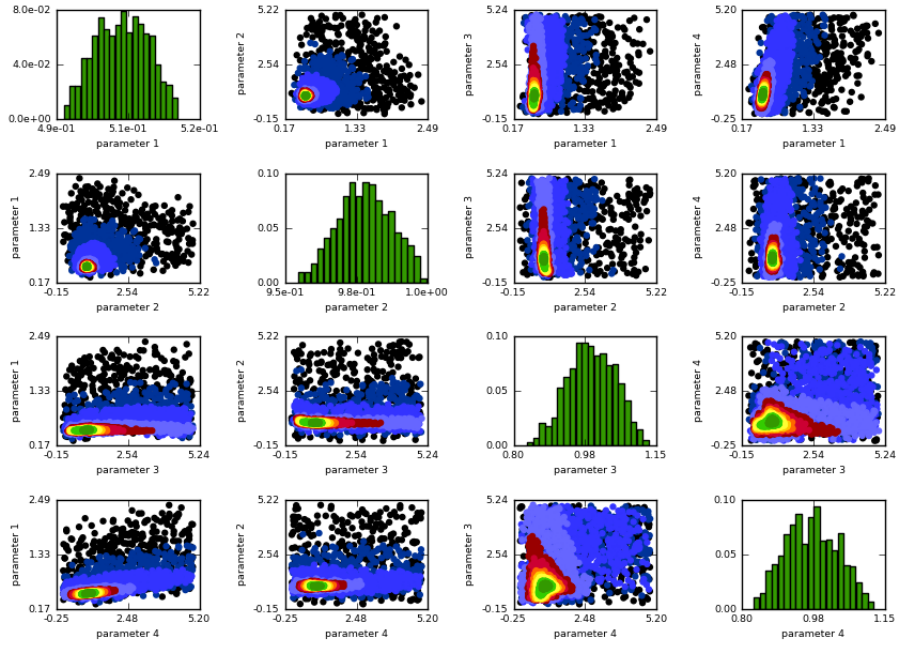 8.0e-02
4.0e-02
0.0e+00
4.9e-01 5.1e-01 5.2e-01
parameter 1
parameter 2
5.22
2.54
-0.15
0.17 1.33 2.49
parameter 1
parameter 3
5.24
2.54
-0.15
0.17 1.33 2.49
parameter 1
parameter 4
5.20
2.48
-0.25
0.17 1.33 2.49
parameter 1
parameter 1
2.49
1.33
0.17
-0.15 2.54 5.22
parameter 2
0.10
0.05
0.00
9.5e-01 9.8e-01 1.0e+00
parameter 2
parameter 3
5.24
2.54
-0.15
-0.15 2.54 5.22
parameter 2
parameter 4
5.20
2.48
-0.25
-0.15 2.54 5.22
parameter 2
parameter 1
2.49
1.33
0.17
-0.15 2.54 5.24
parameter 3
parameter 2
5.22
2.54
-0.15
-0.15 2.54 5.24
parameter 3
0.10
0.05
0.00
0.80 0.98 1.15
parameter 3
parameter 4
5.20
2.48
-0.25
-0.15 2.54 5.24
parameter 3
parameter 1
2.49
1.33
0.17
-0.25 2.48 5.20
parameter 4
parameter 2
5.22
2.54
-0.15
-0.25 2.48 5.20
parameter 4
parameter 3
5.24
2.54
-0.15
-0.25 2.48 5.20
parameter 4
0.10
0.05
0.00
0.80 0.98 1.15
parameter 4